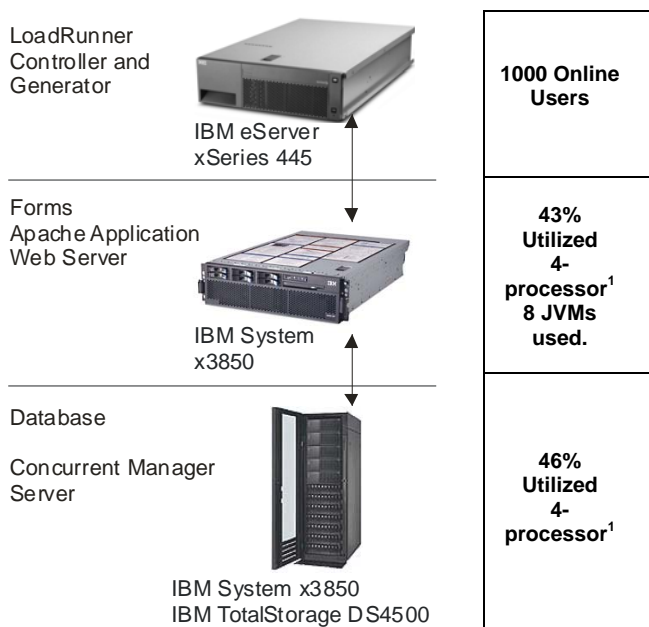 LoadRunner
Controller and
Generator
IBM eServer
xSeries 445
1000 Online
Users
Forms
Apache Application
Web Server
IBM System
x3850
43%
Utilized
4-
processor¹
8 JVMs
used.
Database
Concurrent Manager
Server
IBM System x3850
IBM TotalStorage DS4500
46%
Utilized
4-
processor¹